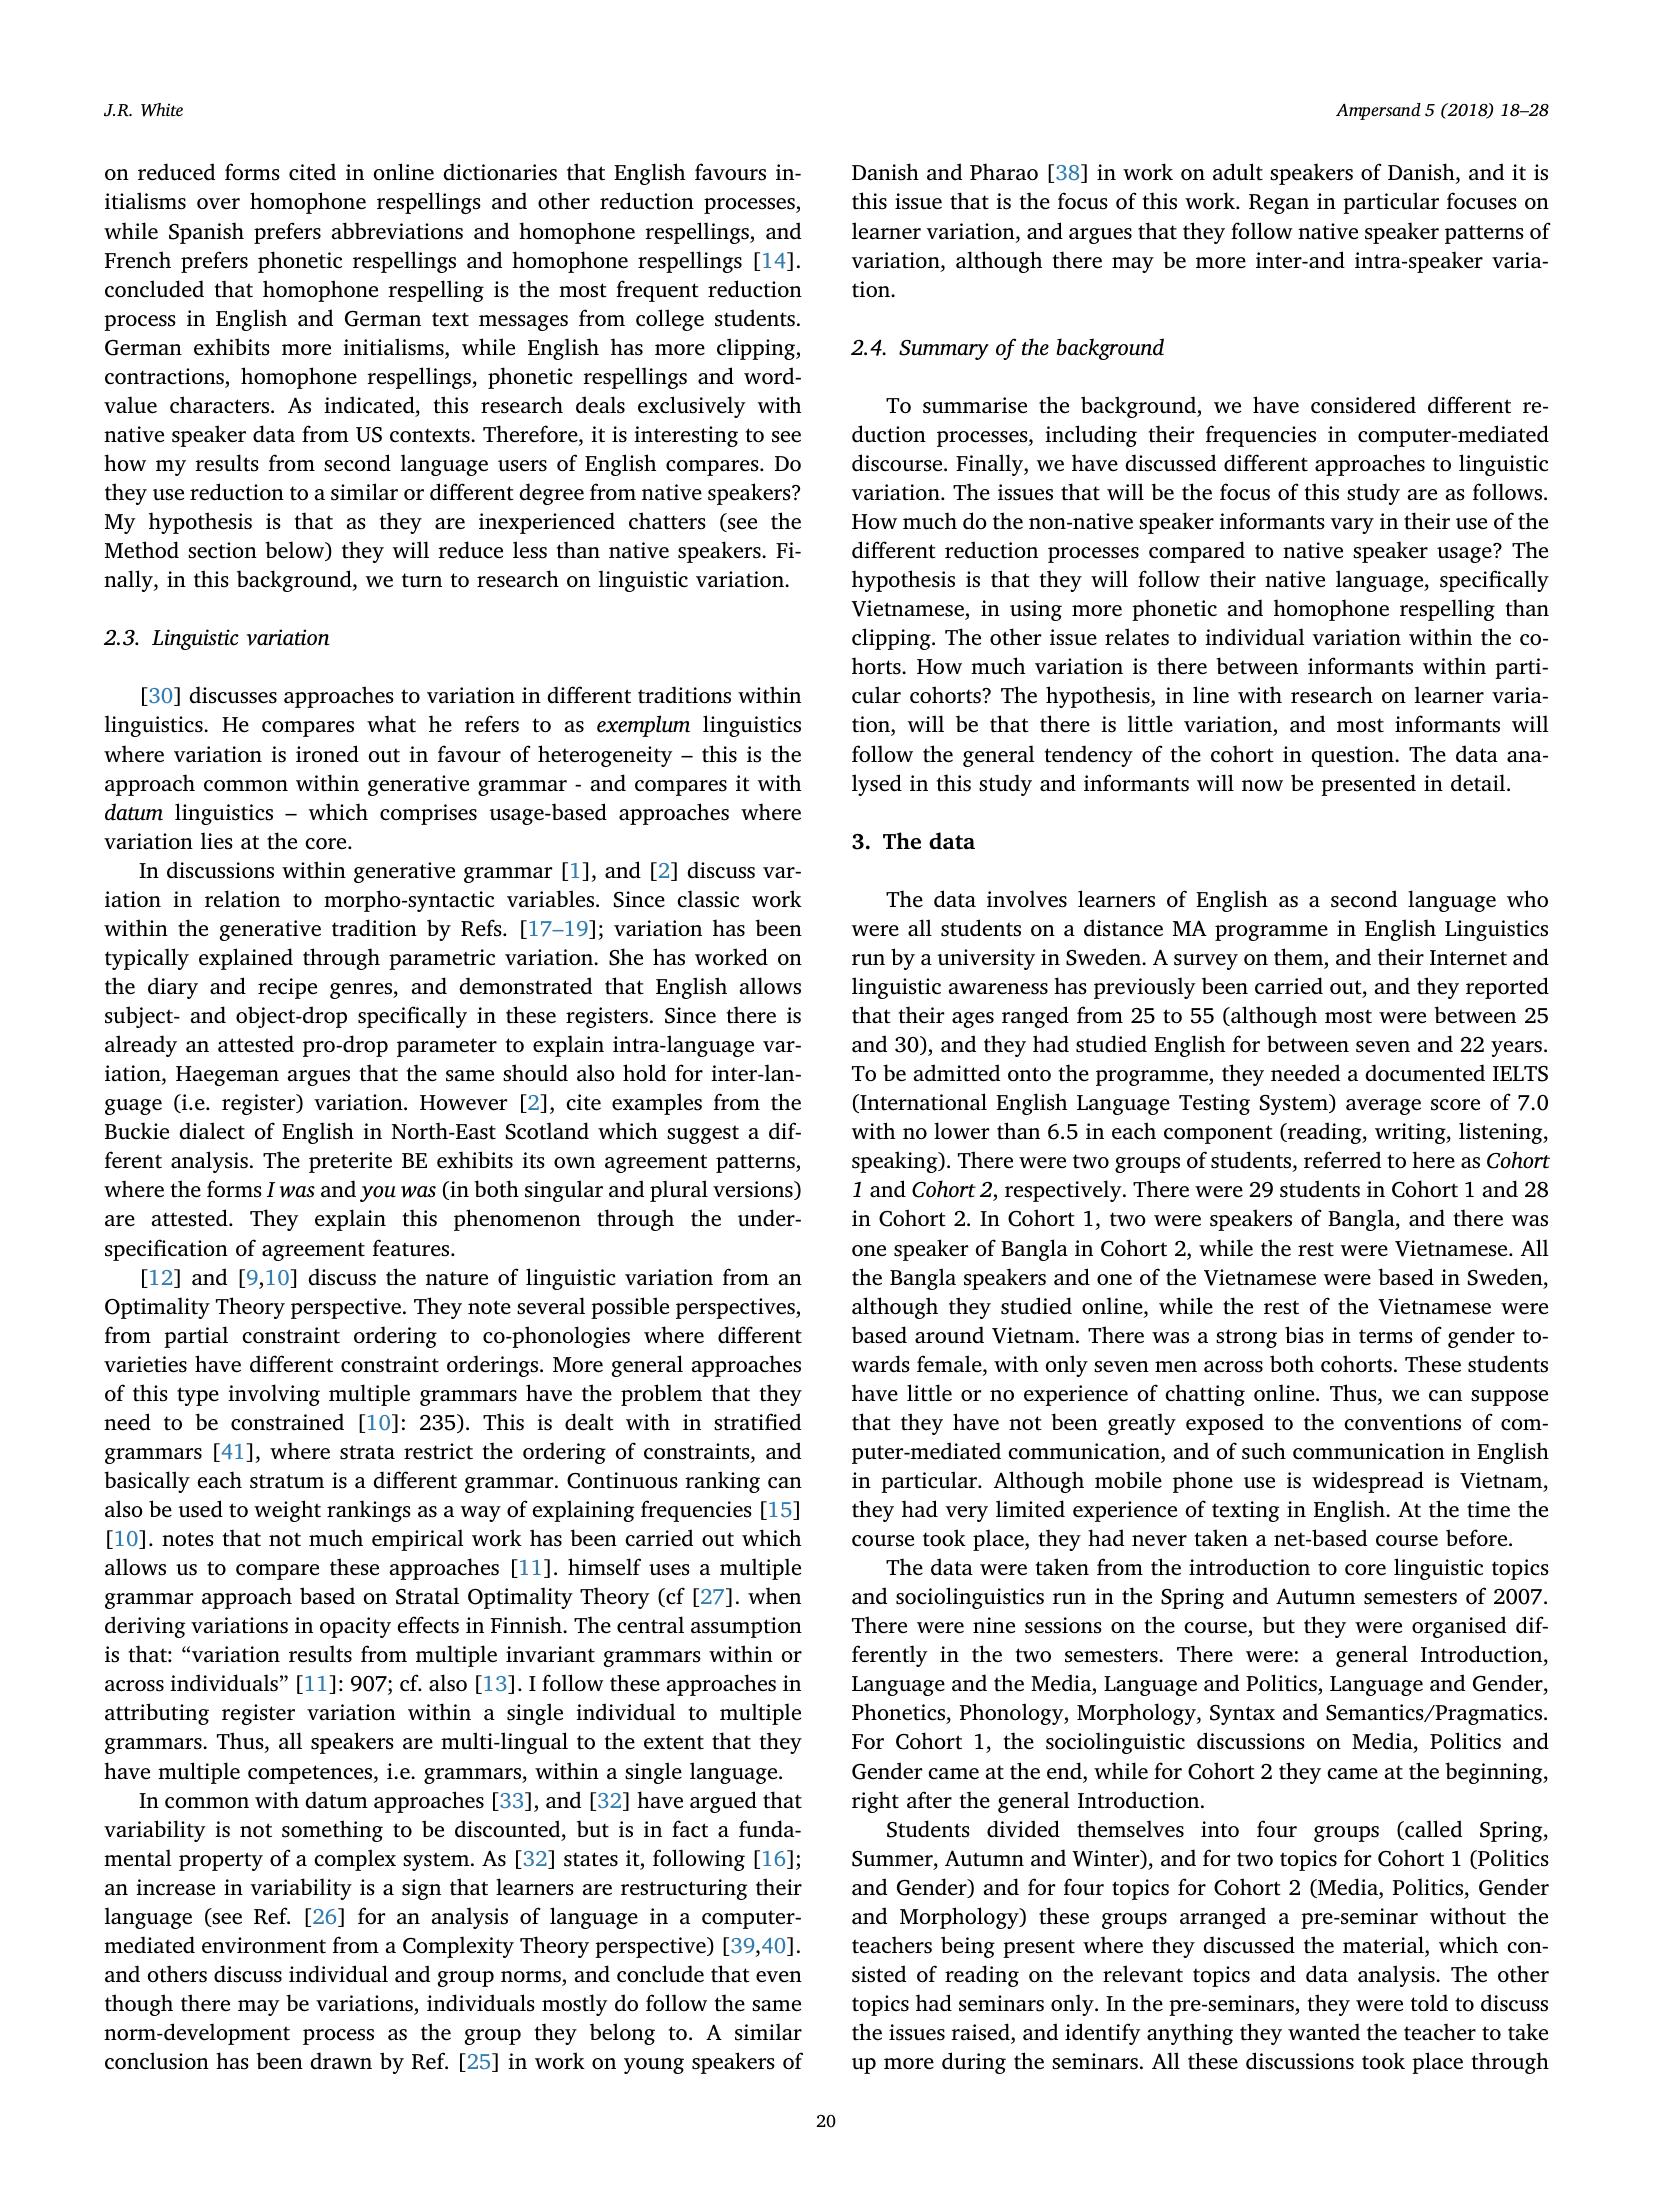 J.R. White
Ampersand 5 (2018) 18–28
on reduced forms cited in online dictionaries that English favours in-
itialisms over homophone respellings and other reduction processes,
while Spanish prefers abbreviations and homophone respellings, and
French prefers phonetic respellings and homophone respellings [14].
concluded that homophone respelling is the most frequent reduction
process in English and German text messages from college students.
German exhibits more initialisms, while English has more clipping,
contractions, homophone respellings, phonetic respellings and word-
value characters. As indicated, this research deals exclusively with
native speaker data from US contexts. Therefore, it is interesting to see
how my results from second language users of English compares. Do
they use reduction to a similar or different degree from native speakers?
My hypothesis is that as they are inexperienced chatters (see the
Method section below) they will reduce less than native speakers. Fi-
nally, in this background, we turn to research on linguistic variation.
2.3. Linguistic variation
[30] discusses approaches to variation in different traditions within
linguistics. He compares what he refers to as exemplum linguistics
where variation is ironed out in favour of heterogeneity – this is the
approach common within generative grammar - and compares it with
datum linguistics – which comprises usage-based approaches where
variation lies at the core.
In discussions within generative grammar [1], and [2] discuss var-
iation in relation to morpho-syntactic variables. Since classic work
within the generative tradition by Refs. [17–19]; variation has been
typically explained through parametric variation. She has worked on
the diary and recipe genres, and demonstrated that English allows
subject- and object-drop specifically in these registers. Since there is
already an attested pro-drop parameter to explain intra-language var-
iation, Haegeman argues that the same should also hold for inter-lan-
guage (i.e. register) variation. However [2], cite examples from the
Buckie dialect of English in North-East Scotland which suggest a dif-
ferent analysis. The preterite BE exhibits its own agreement patterns,
where the forms I was and you was (in both singular and plural versions)
are attested. They explain this phenomenon through the under-
specification of agreement features.
[12] and [9,10] discuss the nature of linguistic variation from an
Optimality Theory perspective. They note several possible perspectives,
from partial constraint ordering to co-phonologies where different
varieties have different constraint orderings. More general approaches
of this type involving multiple grammars have the problem that they
need to be constrained [10]: 235). This is dealt with in stratified
grammars [41], where strata restrict the ordering of constraints, and
basically each stratum is a different grammar. Continuous ranking can
also be used to weight rankings as a way of explaining frequencies [15]
[10]. notes that not much empirical work has been carried out which
allows us to compare these approaches [11]. himself uses a multiple
grammar approach based on Stratal Optimality Theory (cf [27]. when
deriving variations in opacity effects in Finnish. The central assumption
is that: “variation results from multiple invariant grammars within or
across individuals” [11]: 907; cf. also [13]. I follow these approaches in
attributing register variation within a single individual to multiple
grammars. Thus, all speakers are multi-lingual to the extent that they
have multiple competences, i.e. grammars, within a single language.
In common with datum approaches [33], and [32] have argued that
variability is not something to be discounted, but is in fact a funda-
mental property of a complex system. As [32] states it, following [16];
an increase in variability is a sign that learners are restructuring their
language (see Ref. [26] for an analysis of language in a computer-
mediated environment from a Complexity Theory perspective) [39,40].
and others discuss individual and group norms, and conclude that even
though there may be variations, individuals mostly do follow the same
norm-development process as the group they belong to. A similar
conclusion has been drawn by Ref. [25] in work on young speakers of
Danish and Pharao [38] in work on adult speakers of Danish, and it is
this issue that is the focus of this work. Regan in particular focuses on
learner variation, and argues that they follow native speaker patterns of
variation, although there may be more inter-and intra-speaker varia-
tion.
2.4. Summary of the background
To summarise the background, we have considered different re-
duction processes, including their frequencies in computer-mediated
discourse. Finally, we have discussed different approaches to linguistic
variation. The issues that will be the focus of this study are as follows.
How much do the non-native speaker informants vary in their use of the
different reduction processes compared to native speaker usage? The
hypothesis is that they will follow their native language, specifically
Vietnamese, in using more phonetic and homophone respelling than
clipping. The other issue relates to individual variation within the co-
horts. How much variation is there between informants within parti-
cular cohorts? The hypothesis, in line with research on learner varia-
tion, will be that there is little variation, and most informants will
follow the general tendency of the cohort in question. The data ana-
lysed in this study and informants will now be presented in detail.
3. The data
The data involves learners of English as a second language who
were all students on a distance MA programme in English Linguistics
run by a university in Sweden. A survey on them, and their Internet and
linguistic awareness has previously been carried out, and they reported
that their ages ranged from 25 to 55 (although most were between 25
and 30), and they had studied English for between seven and 22 years.
To be admitted onto the programme, they needed a documented IELTS
(International English Language Testing System) average score of 7.0
with no lower than 6.5 in each component (reading, writing, listening,
speaking). There were two groups of students, referred to here as Cohort
1 and Cohort 2, respectively. There were 29 students in Cohort 1 and 28
in Cohort 2. In Cohort 1, two were speakers of Bangla, and there was
one speaker of Bangla in Cohort 2, while the rest were Vietnamese. All
the Bangla speakers and one of the Vietnamese were based in Sweden,
although they studied online, while the rest of the Vietnamese were
based around Vietnam. There was a strong bias in terms of gender to-
wards female, with only seven men across both cohorts. These students
have little or no experience of chatting online. Thus, we can suppose
that they have not been greatly exposed to the conventions of com-
puter-mediated communication, and of such communication in English
in particular. Although mobile phone use is widespread is Vietnam,
they had very limited experience of texting in English. At the time the
course took place, they had never taken a net-based course before.
The data were taken from the introduction to core linguistic topics
and sociolinguistics run in the Spring and Autumn semesters of 2007.
There were nine sessions on the course, but they were organised dif-
ferently in the two semesters. There were: a general Introduction,
Language and the Media, Language and Politics, Language and Gender,
Phonetics, Phonology, Morphology, Syntax and Semantics/Pragmatics.
For Cohort 1, the sociolinguistic discussions on Media, Politics and
Gender came at the end, while for Cohort 2 they came at the beginning,
right after the general Introduction.
Students divided themselves into four groups (called Spring,
Summer, Autumn and Winter), and for two topics for Cohort 1 (Politics
and Gender) and for four topics for Cohort 2 (Media, Politics, Gender
and Morphology) these groups arranged a pre-seminar without the
teachers being present where they discussed the material, which con-
sisted of reading on the relevant topics and data analysis. The other
topics had seminars only. In the pre-seminars, they were told to discuss
the issues raised, and identify anything they wanted the teacher to take
up more during the seminars. All these discussions took place through
20